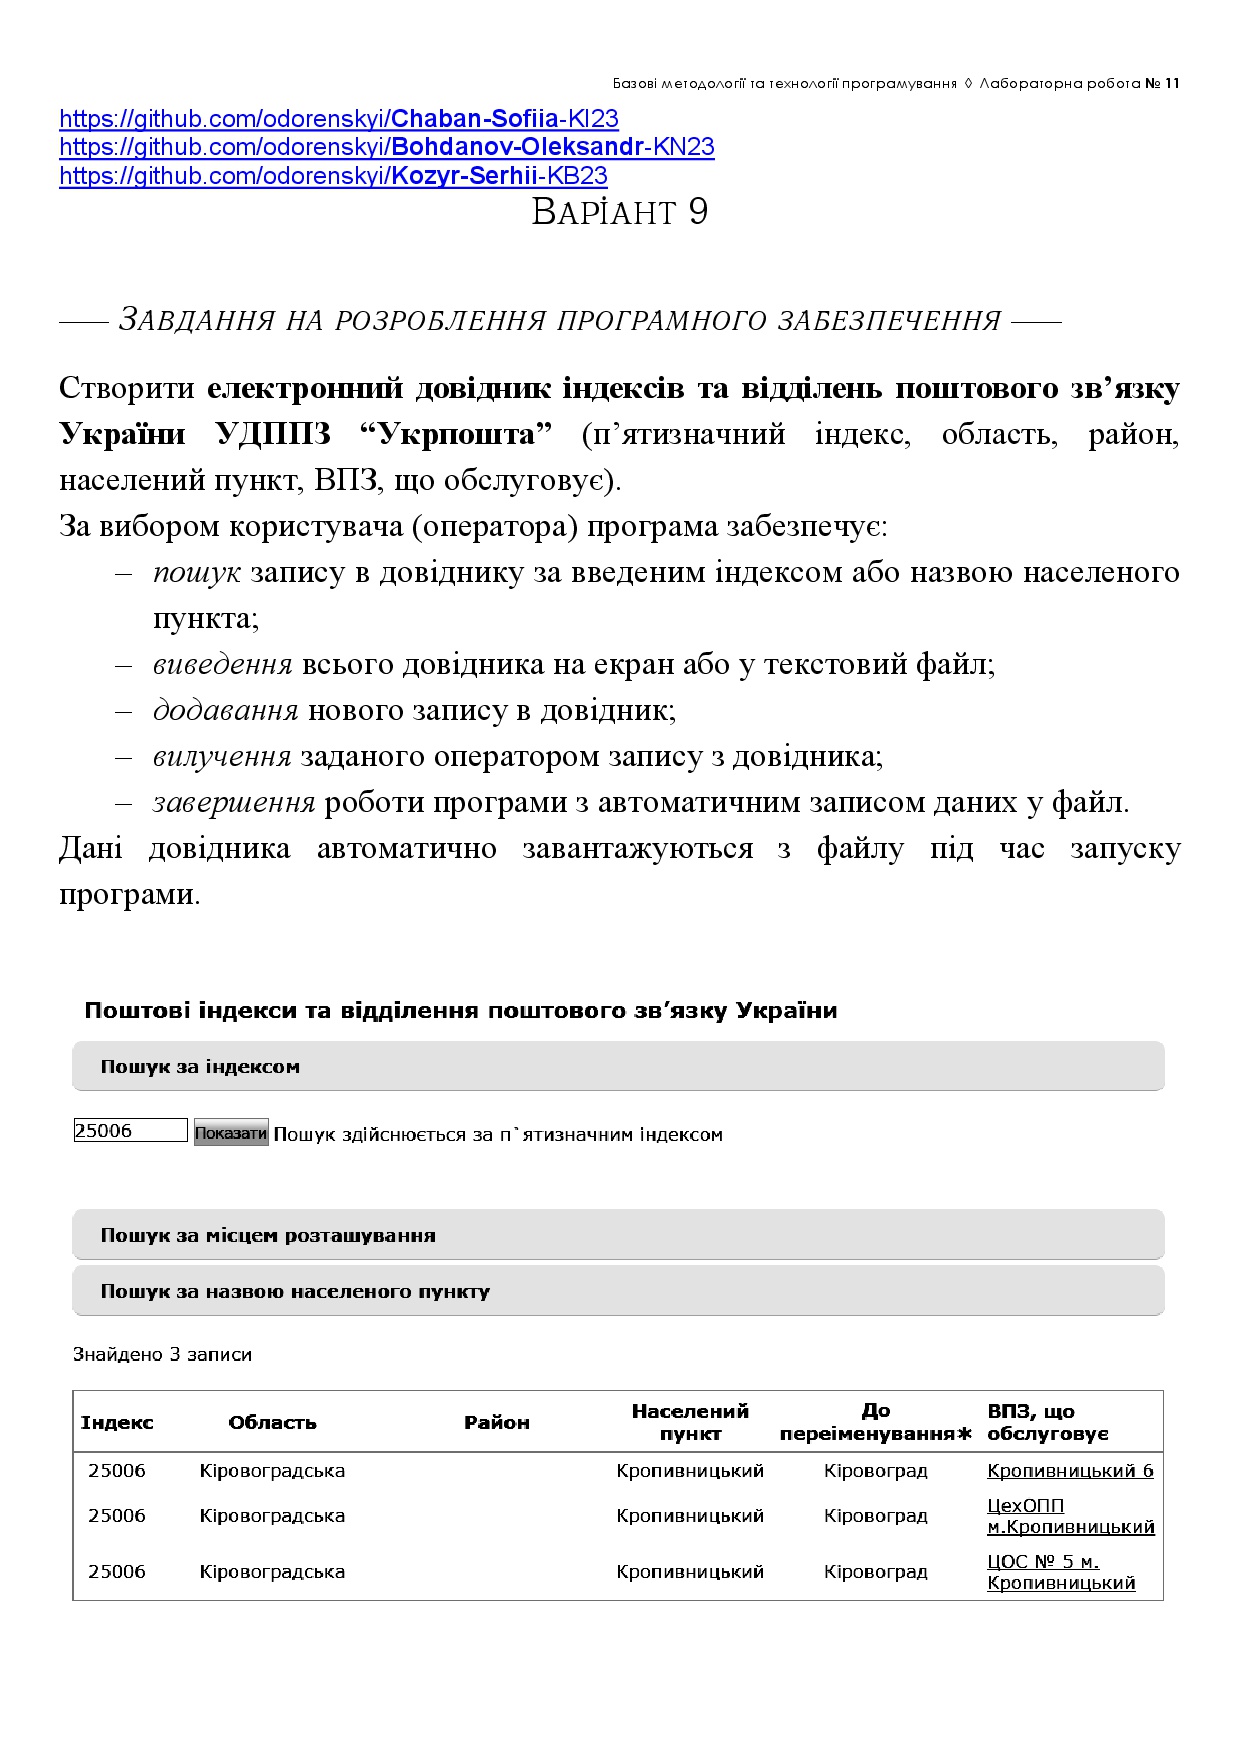 Базові методології та технології програмування ◊ Лабораторна робота № 11
https://github.com/odorenskyi/Chaban-Sofiia-KI23
https://github.com/odorenskyi/Bohdanov-Oleksandr-KN23
https://github.com/odorenskyi/Kozyr-Serhii-KB23
ВАРІАНТ 9
—— ЗАВДАННЯ НА РОЗРОБЛЕННЯ ПРОГРАМНОГО ЗАБЕЗПЕЧЕННЯ ——
Створити електронний довідник індексів та відділень поштового зв’язку
України УДППЗ “Укрпошта” (п’ятизначний індекс, область, район,
населений пункт, ВПЗ, що обслуговує).
За вибором користувача (оператора) програма забезпечує:
– пошук запису в довіднику за введеним індексом або назвою населеного
пункта;
– виведення всього довідника на екран або у текстовий файл;
– додавання нового запису в довідник;
– вилучення заданого оператором запису з довідника;
– завершення роботи програми з автоматичним записом даних у файл.
Дані довідника автоматично завантажуються з файлу під час запуску
програми.
Поштові індекси та відділення поштового зв’язку України
Пошук за індексом
25006 Показати Пошук здійснюється за п`ятизначним індексом
Пошук за місцем розташування
Пошук за назвою населеного пункту
Знайдено 3 записи
Індекс Область Район Населений пункт До переіменування* ВПЗ, що обслуговує
25006 Кіровоградська Кропивницький Кіровоград Кропивницький 6
25006 Кіровоградська Кропивницький Кіровоград ЦехОПП м.Кропивницький
25006 Кіровоградська Кропивницький Кіровоград ЦОС № 5 м. Кропивницький